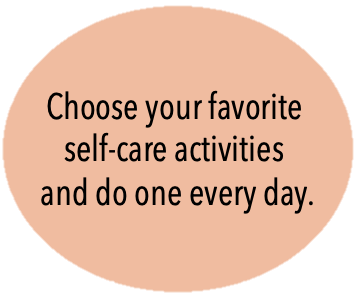 Choose your favorite
self-care activities
and do one every day.